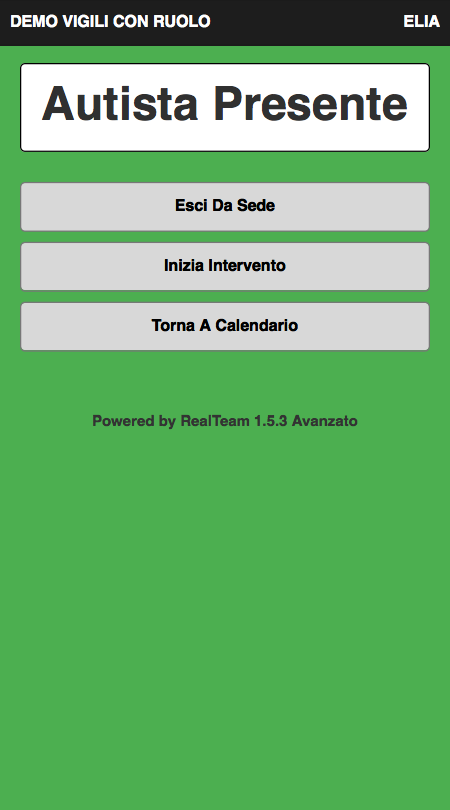 DEMO VIGILI CON RUOLO ELIA
Autista Presente
Esci Da Sede
Inizia Intervento
Torna A Calendario
Powered by RealTeam 1.5.3 Avanzato